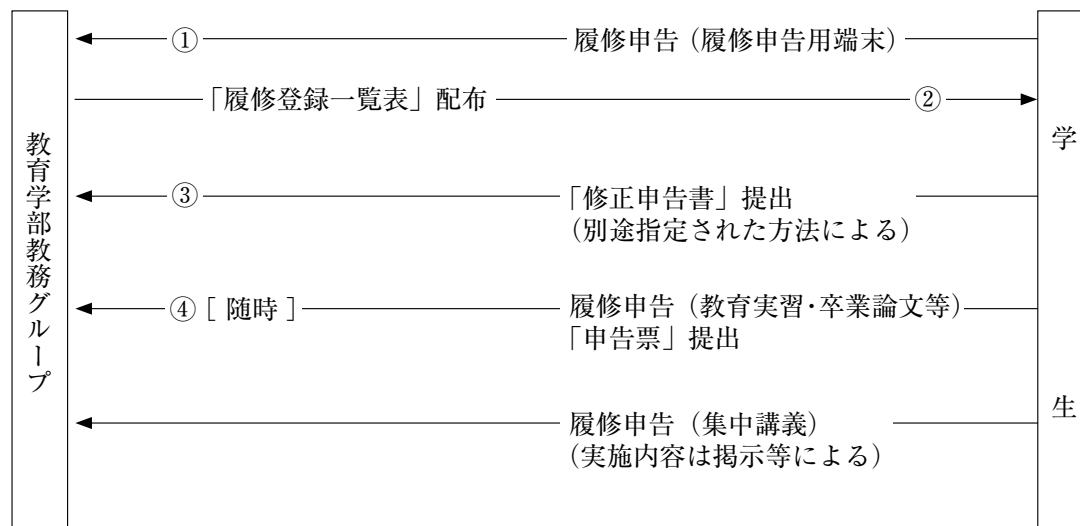 教育学部教務グループ
① 履修申告（履修申告用端末）
「履修登録一覧表」配布 ②
③ 「修正申告書」提出
（別途指定された方法による）
④［ 随時 ］ 履修申告（教育実習・卒業論文等）
「申告票」提出
履修申告（集中講義）
（実施内容は掲示等による）
学生